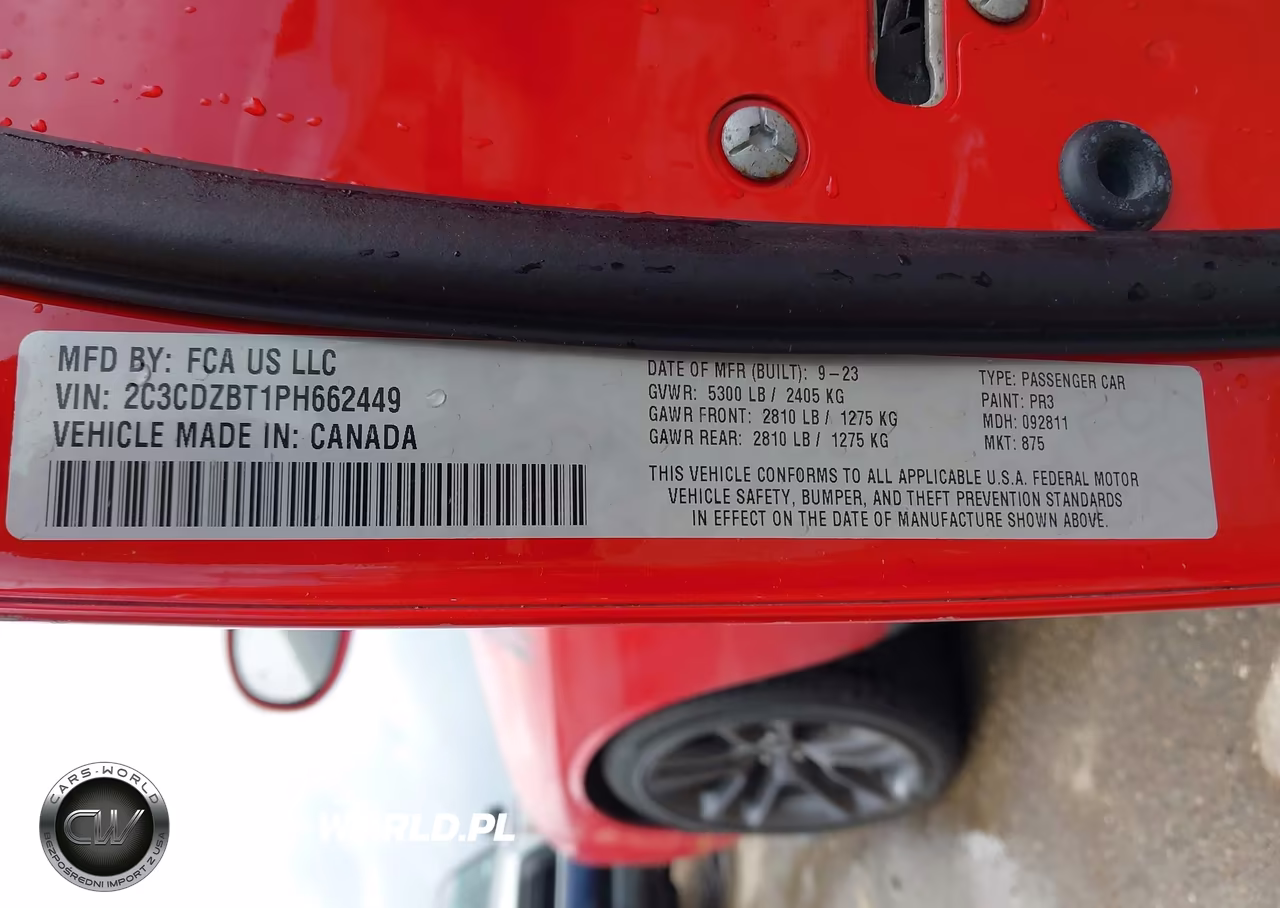 MFD BY: FCA US LLC
VIN: 2C3CDZBT1PH662449
VEHICLE MADE IN: CANADA
DATE OF MFR (BUILT): 9-23
GVWR: 5300 LB / 2405 KG
GAWR FRONT: 2810 LB / 1275 KG
GAWR REAR: 2810 LB / 1275 KG
TYPE: PASSENGER CAR
PAINT: PR3
MDH: 092811
MKT: 875
THIS VEHICLE CONFORMS TO ALL APPLICABLE U.S.A. FEDERAL MOTOR
VEHICLE SAFETY, BUMPER, AND THEFT PREVENTION STANDARDS
IN EFFECT ON THE DATE OF MANUFACTURE SHOWN ABOVE.
CARS-WORLD
CW
BEZPOŚREDNI IMPORT Z USA
WORLD.PL